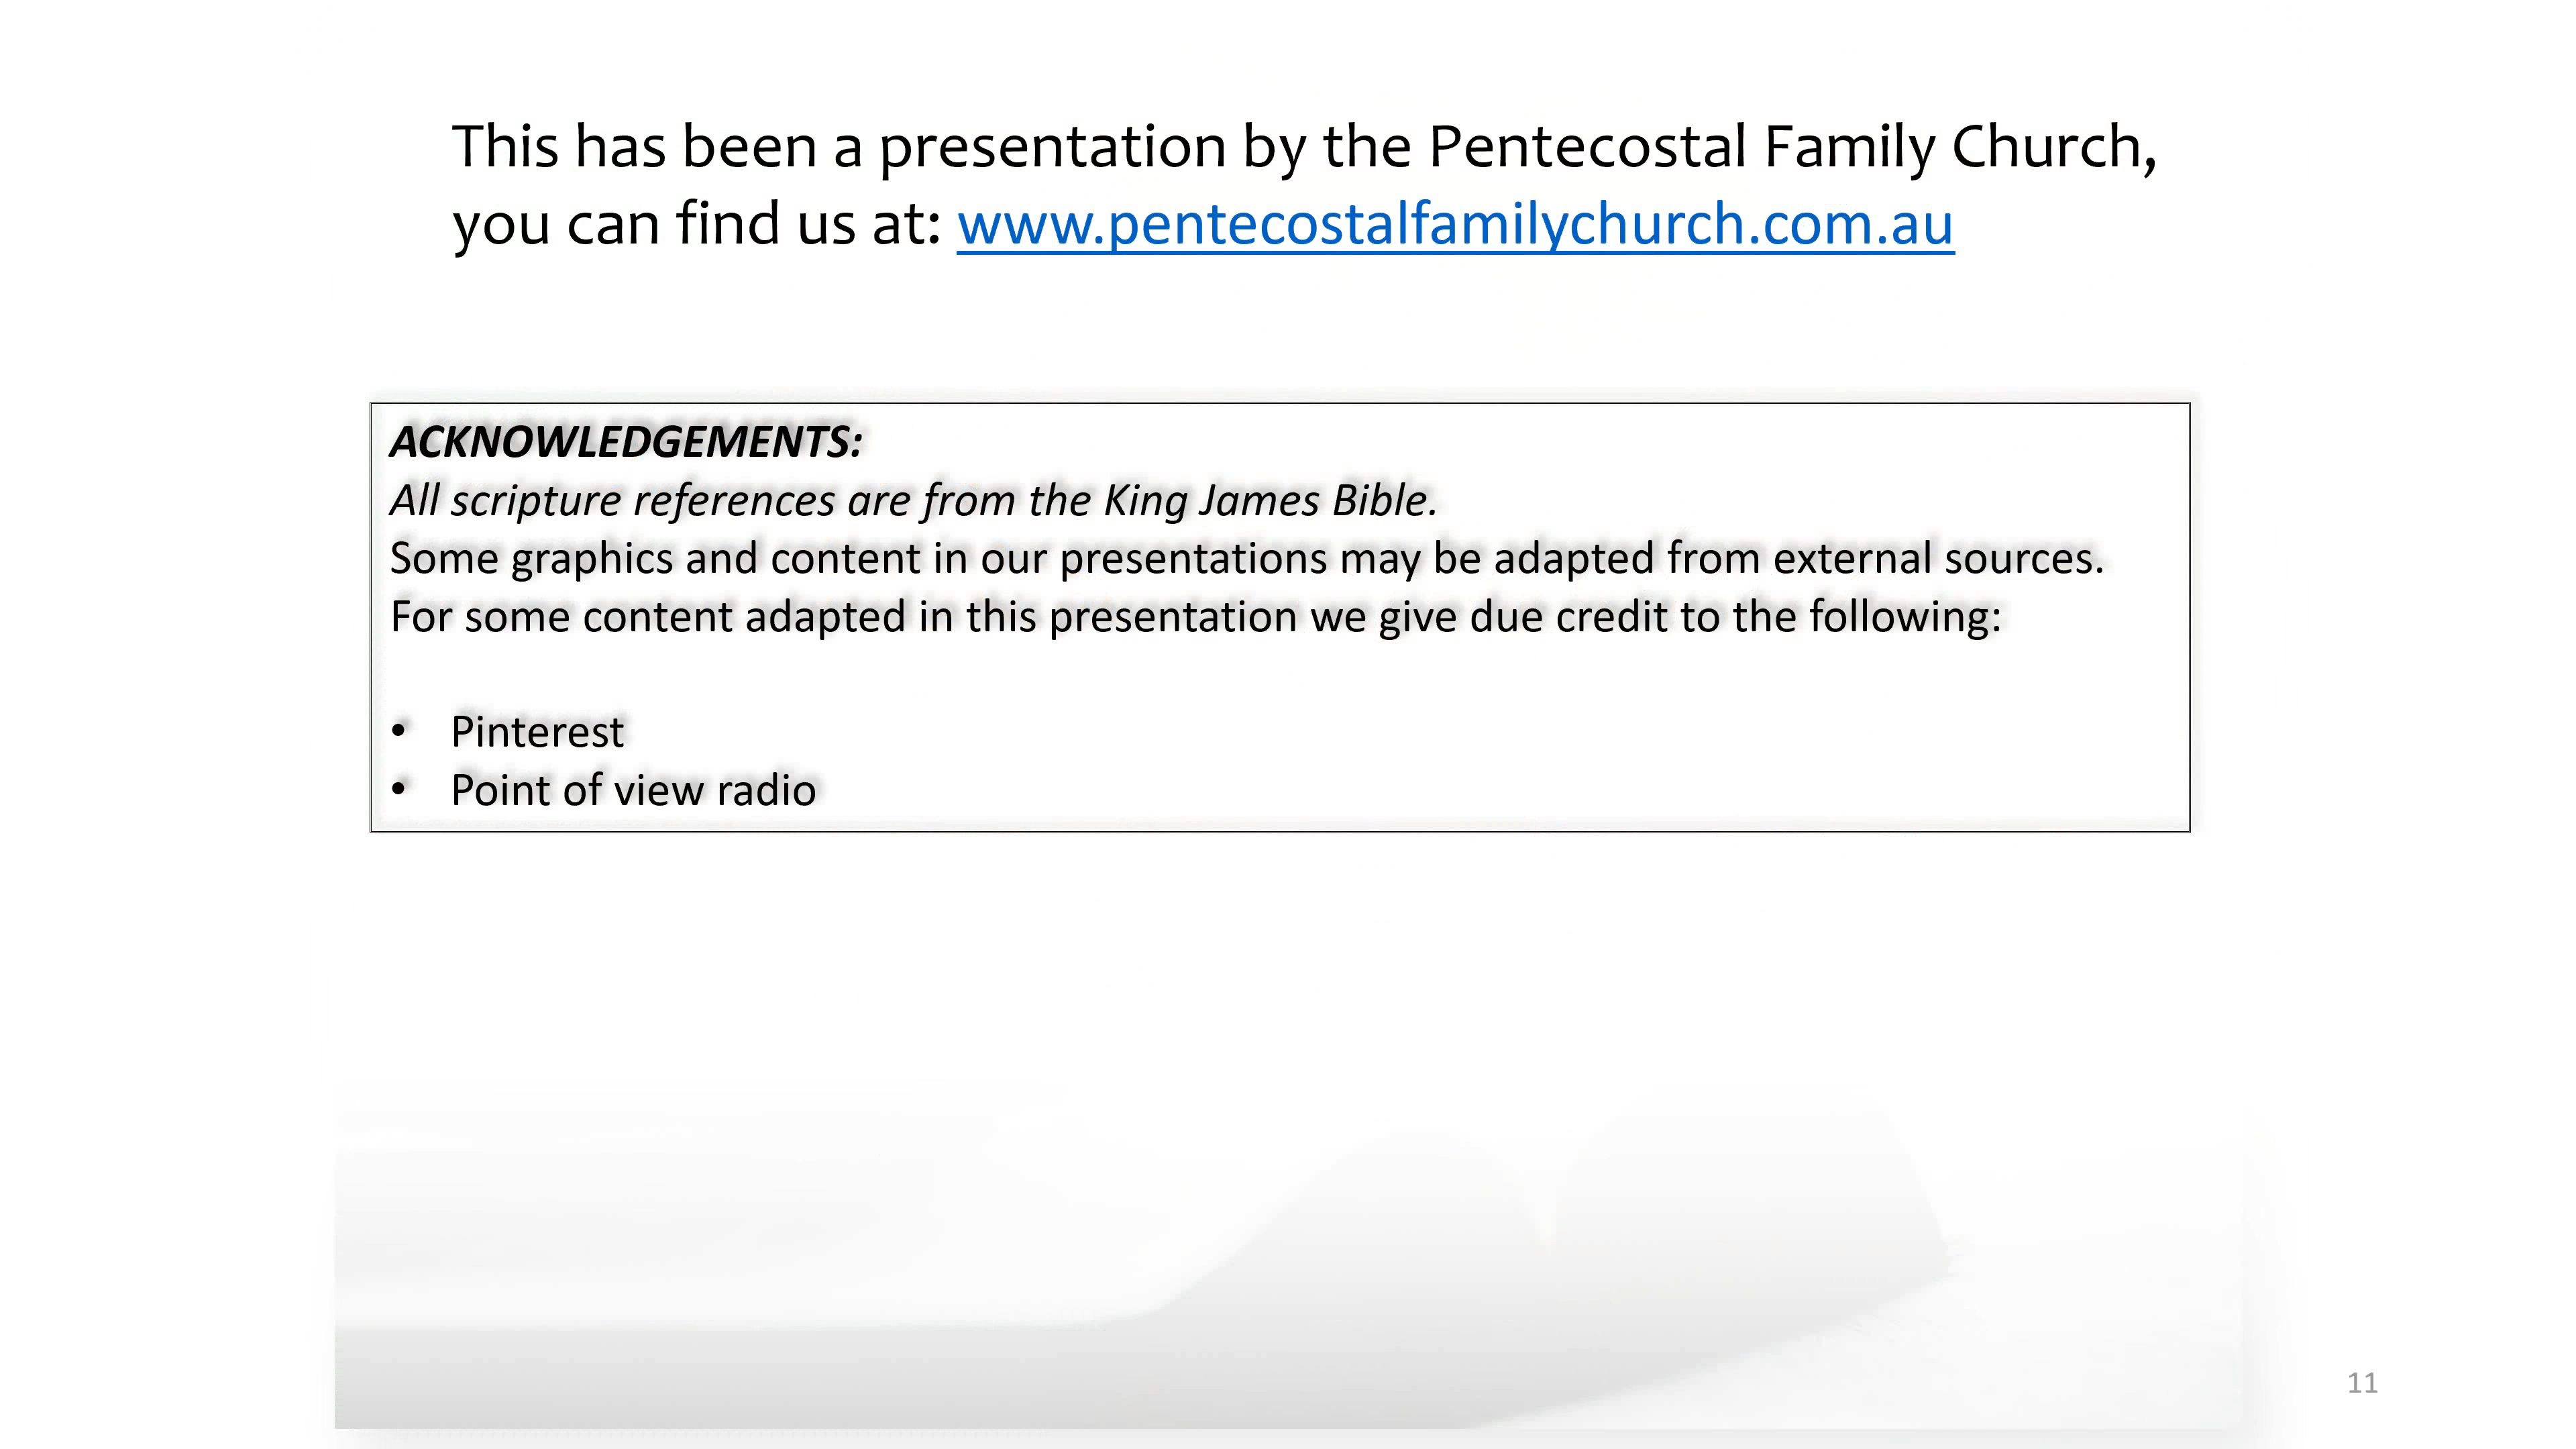 This has been a presentation by the Pentecostal Family Church,
you can find us at: www.pentecostalfamilychurch.com.au
ACKNOWLEDGEMENTS:
All scripture references are from the King James Bible.
Some graphics and content in our presentations may be adapted from external sources.
For some content adapted in this presentation we give due credit to the following:
• Pinterest
• Point of view radio
11